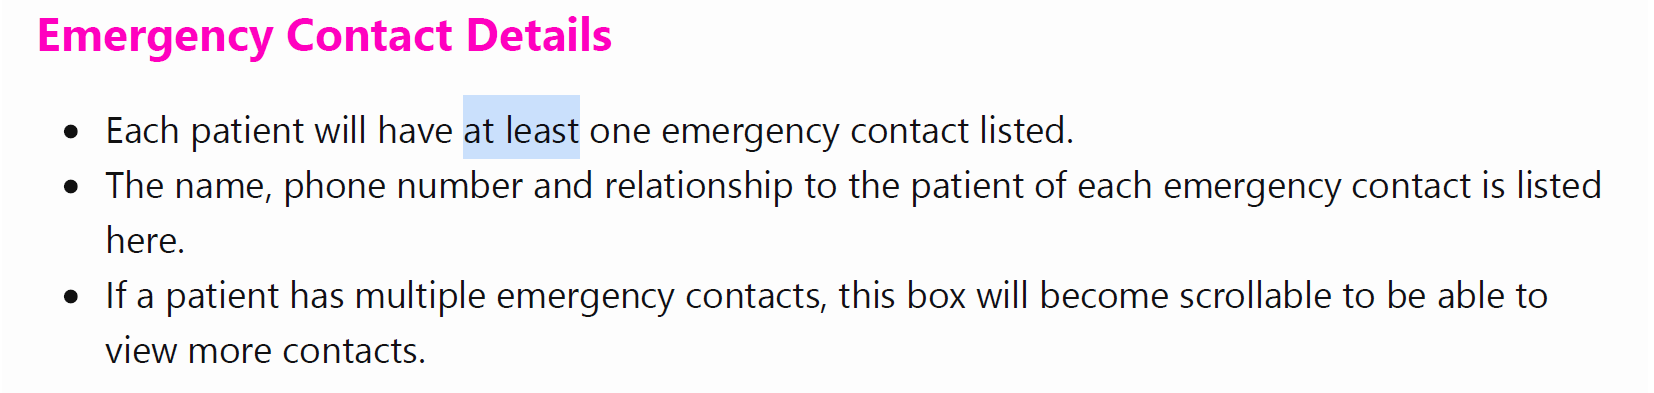 Emergency Contact Details
• Each patient will have at least one emergency contact listed.
• The name, phone number and relationship to the patient of each emergency contact is listed
here.
• If a patient has multiple emergency contacts, this box will become scrollable to be able to
view more contacts.